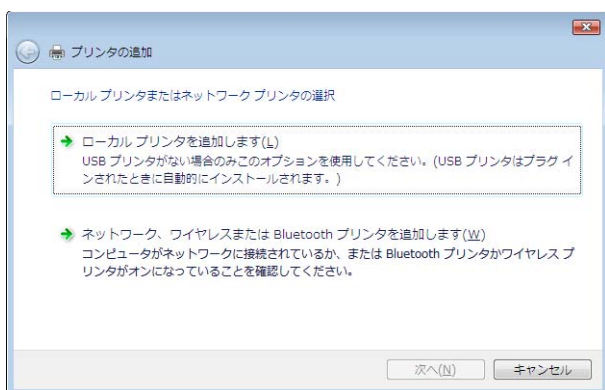 プリンタの追加
ローカル プリンタまたはネットワーク プリンタの選択
ローカル プリンタを追加します(L)
USB プリンタがない場合のみこのオプションを使用してください。(USB プリンタはプラグ イ
ンされたときに自動的にインストールされます。)
ネットワーク、ワイヤレスまたは Bluetooth プリンタを追加します(W)
コンピュータがネットワークに接続されているか、または Bluetooth プリンタかワイヤレス プ
リンタがオンになっていることを確認してください。
次へ(N)
キャンセル